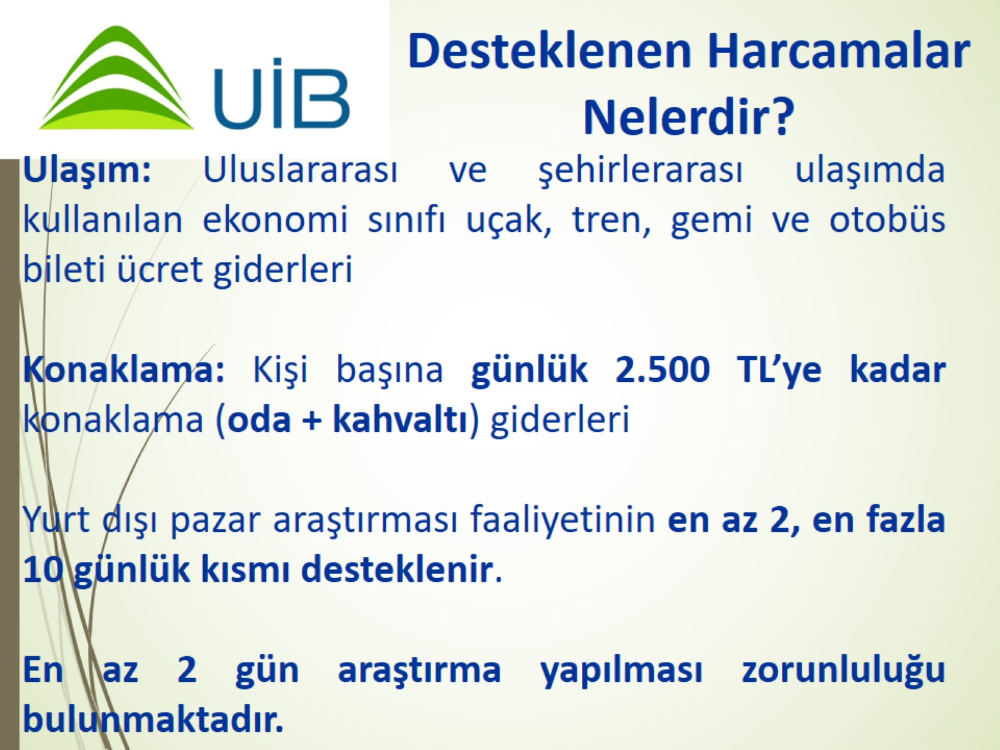 UİB
Desteklenen Harcamalar
Nelerdir?
Ulaşım: Uluslararası ve şehirlerarası ulaşımda
kullanılan ekonomi sınıfı uçak, tren, gemi ve otobüs
bileti ücret giderleri
Konaklama: Kişi başına günlük 2.500 TL’ye kadar
konaklama (oda + kahvaltı) giderleri
Yurt dışı pazar araştırması faaliyetinin en az 2, en fazla
10 günlük kısmı desteklenir.
En az 2 gün araştırma yapılması zorunluluğu
bulunmaktadır.